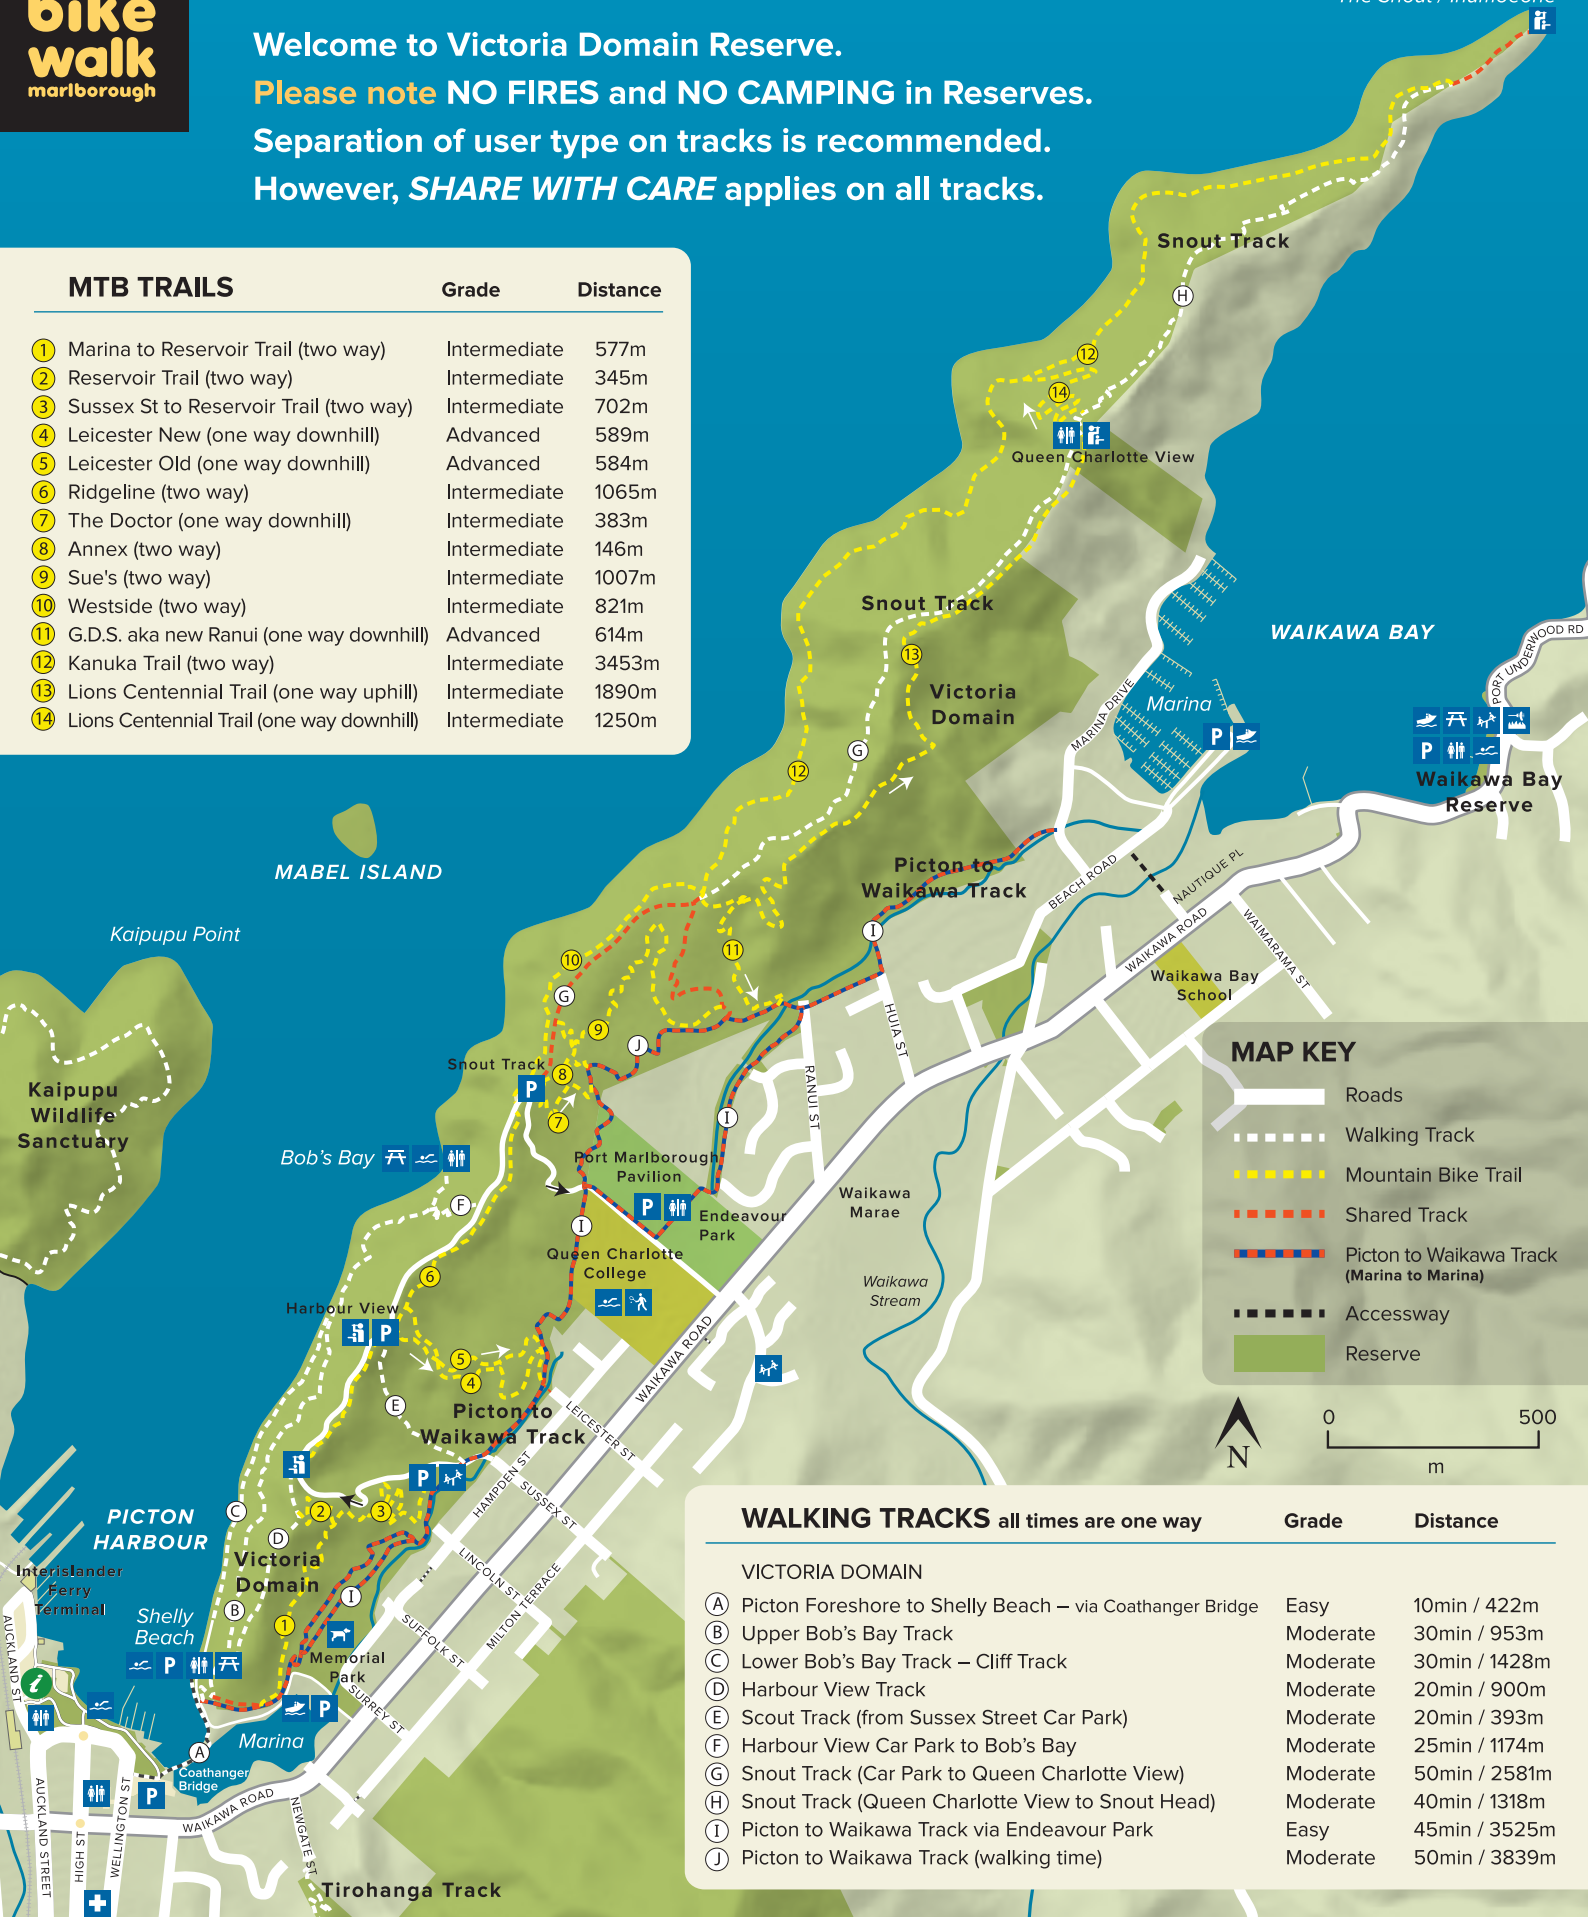 bike
walk
marlborough
Welcome to Victoria Domain Reserve.
Please note NO FIRES and NO CAMPING in Reserves.
Separation of user type on tracks is recommended.
However, SHARE WITH CARE applies on all tracks.
MTB TRAILS Grade Distance
1 Marina to Reservoir Trail (two way) Intermediate 577m
2 Reservoir Trail (two way) Intermediate 345m
3 Sussex St to Reservoir Trail (two way) Intermediate 702m
4 Leicester New (one way downhill) Advanced 589m
5 Leicester Old (one way downhill) Advanced 584m
6 Ridgeline (two way) Intermediate 1065m
7 The Doctor (one way downhill) Intermediate 383m
8 Annex (two way) Intermediate 146m
9 Sue's (two way) Intermediate 1007m
10 Westside (two way) Intermediate 821m
11 G.D.S. aka new Ranui (one way downhill) Advanced 614m
12 Kanuka Trail (two way) Intermediate 3453m
13 Lions Centennial Trail (one way uphill) Intermediate 1890m
14 Lions Centennial Trail (one way downhill) Intermediate 1250m
Snout Track
H
12
14
Queen Charlotte View
Snout Track
13
Victoria
Domain
G
12
MARINA DRIVE
Marina
P
WAIKAWA BAY
PORT UNDERWOOD RD
P
Waikawa Bay
Reserve
MABEL ISLAND
Kaipupu Point
Kaipupu
Wildlife
Sanctuary
Picton to
Waikawa Track
BEACH ROAD
NAUTIQUE PL
WAIKAWA ROAD
WAIMARAMA ST
Waikawa Bay
School
I
11
10
G
9
J
HUIA ST
RANUI ST
Snout Track
P
8
7
I
Bob's Bay
F
Port Marlborough
Pavilion
P
Endeavour
Park
Waikawa
Marae
I
Queen Charlotte
College
Waikawa
Stream
6
Harbour View
P
5
4
E
Picton to
Waikawa Track
WAIKAWA ROAD
LEICESTER ST
HAMPDEN ST
SUSSEX ST
P
C
2
3
D
PICTON
HARBOUR
Victoria
Domain
LINCOLN ST
MILTON TERRACE
Interislander
Ferry
Terminal
B
I
1
Shelly
Beach
P
Memorial
Park
SUFFOLK ST
SURREY ST
P
AUCKLAND ST
i
Marina
A
Coathanger
Bridge
P
WAIKAWA ROAD
AUCKLAND STREET
HIGH ST
WELLINGTON ST
NEWGATE ST
Tirohanga Track
MAP KEY
Roads
Walking Track
Mountain Bike Trail
Shared Track
Picton to Waikawa Track
(Marina to Marina)
Accessway
Reserve
N
0 500
m
WALKING TRACKS all times are one way Grade Distance
VICTORIA DOMAIN
A Picton Foreshore to Shelly Beach – via Coathanger Bridge Easy 10min / 422m
B Upper Bob's Bay Track Moderate 30min / 953m
C Lower Bob's Bay Track – Cliff Track Moderate 30min / 1428m
D Harbour View Track Moderate 20min / 900m
E Scout Track (from Sussex Street Car Park) Moderate 20min / 393m
F Harbour View Car Park to Bob's Bay Moderate 25min / 1174m
G Snout Track (Car Park to Queen Charlotte View) Moderate 50min / 2581m
H Snout Track (Queen Charlotte View to Snout Head) Moderate 40min / 1318m
I Picton to Waikawa Track via Endeavour Park Easy 45min / 3525m
J Picton to Waikawa Track (walking time) Moderate 50min / 3839m